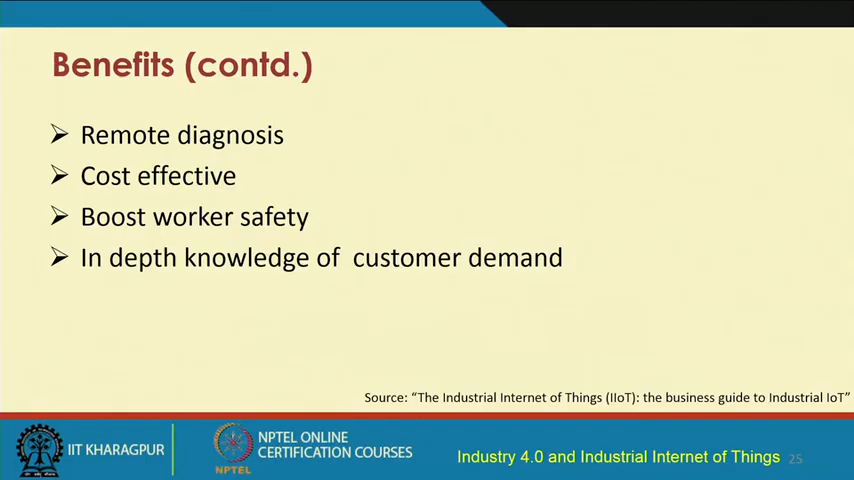 Benefits (contd.)
Remote diagnosis
Cost effective
Boost worker safety
In depth knowledge of customer demand
Source: “The Industrial Internet of Things (IIoT): the business guide to Industrial IoT”
IIT KHARAGPUR
NPTEL
NPTEL ONLINE
CERTIFICATION COURSES
Industry 4.0 and Industrial Internet of Things
25